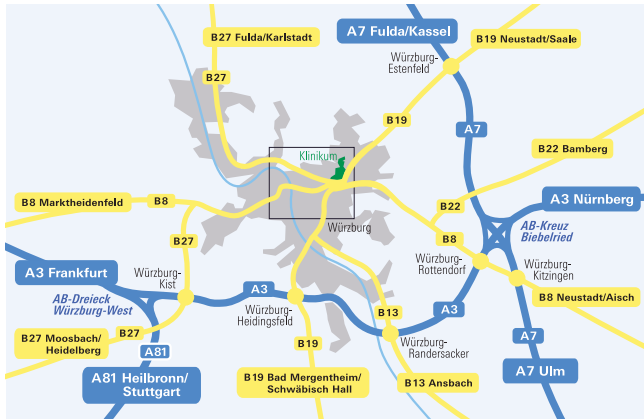 A7 Fulda/Kassel
B27 Fulda/Karlstadt
B19 Neustadt/Saale
Würzburg-
Estenfeld
B27
B19
A7
Klinikum
B22 Bamberg
B8 Marktheidenfeld
B8
B22
A3 Nürnberg
Würzburg
AB-Kreuz
Biebelried
B27
B8
A3 Frankfurt
Würzburg-
Kist
Würzburg-
Rottendorf
Würzburg-
Kitzingen
AB-Dreieck
Würzburg-West
A3
B8 Neustadt/Aisch
Würzburg-
Heidingsfeld
B13
A3
B27 Moosbach/
Heidelberg
B27
A81
B19
Würzburg-
Randersacker
A7
A81 Heilbronn/
Stuttgart
B19 Bad Mergentheim/
Schwäbisch Hall
B13 Ansbach
A7 Ulm